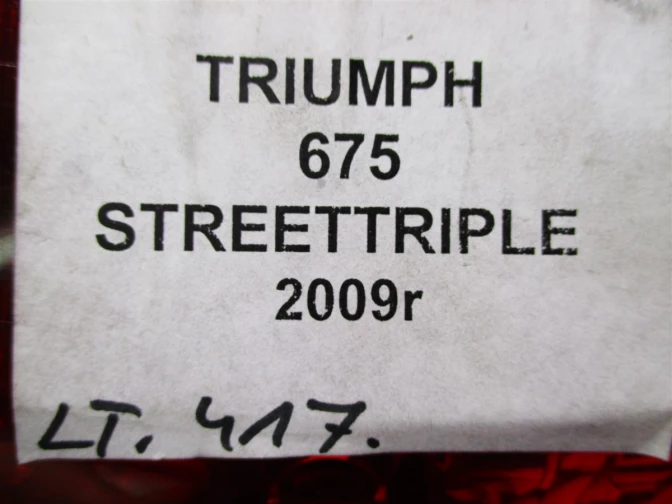 TRIUMPH
675
STREETTRIPLE
2009r
LT. 417.